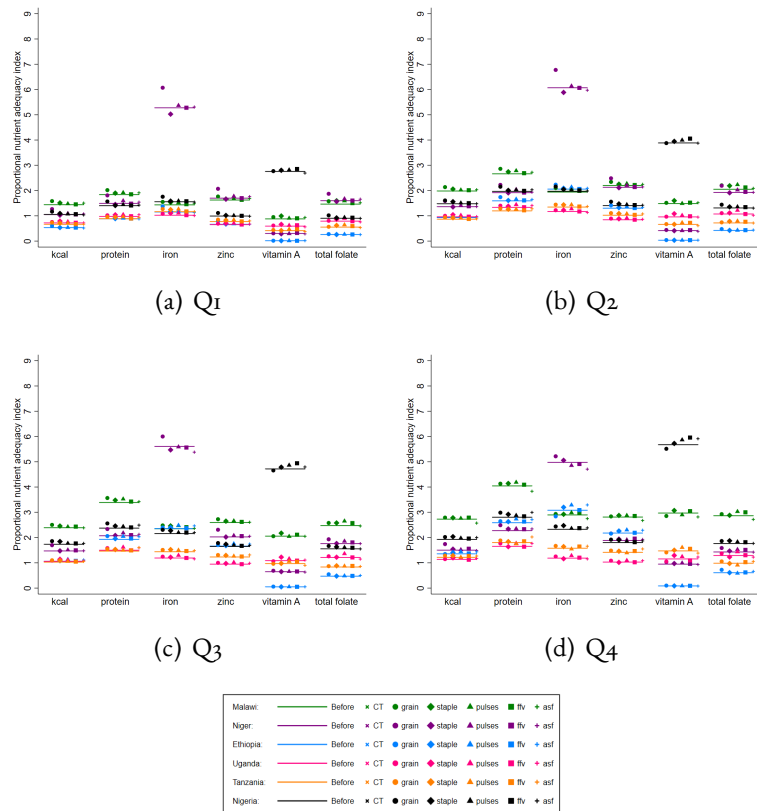 Proportional nutrient adequacy index
9
8
7
6
5
4
3
2
1
0
kcal protein iron zinc vitamin A total folate
(a) Q1
Proportional nutrient adequacy index
9
8
7
6
5
4
3
2
1
0
kcal protein iron zinc vitamin A total folate
(b) Q2
Proportional nutrient adequacy index
9
8
7
6
5
4
3
2
1
0
kcal protein iron zinc vitamin A total folate
(c) Q3
Proportional nutrient adequacy index
9
8
7
6
5
4
3
2
1
0
kcal protein iron zinc vitamin A total folate
(d) Q4
Malawi: Before CT grain staple pulses ffv asf
Niger: Before CT grain staple pulses ffv asf
Ethiopia: Before CT grain staple pulses ffv asf
Uganda: Before CT grain staple pulses ffv asf
Tanzania: Before CT grain staple pulses ffv asf
Nigeria: Before CT grain staple pulses ffv asf